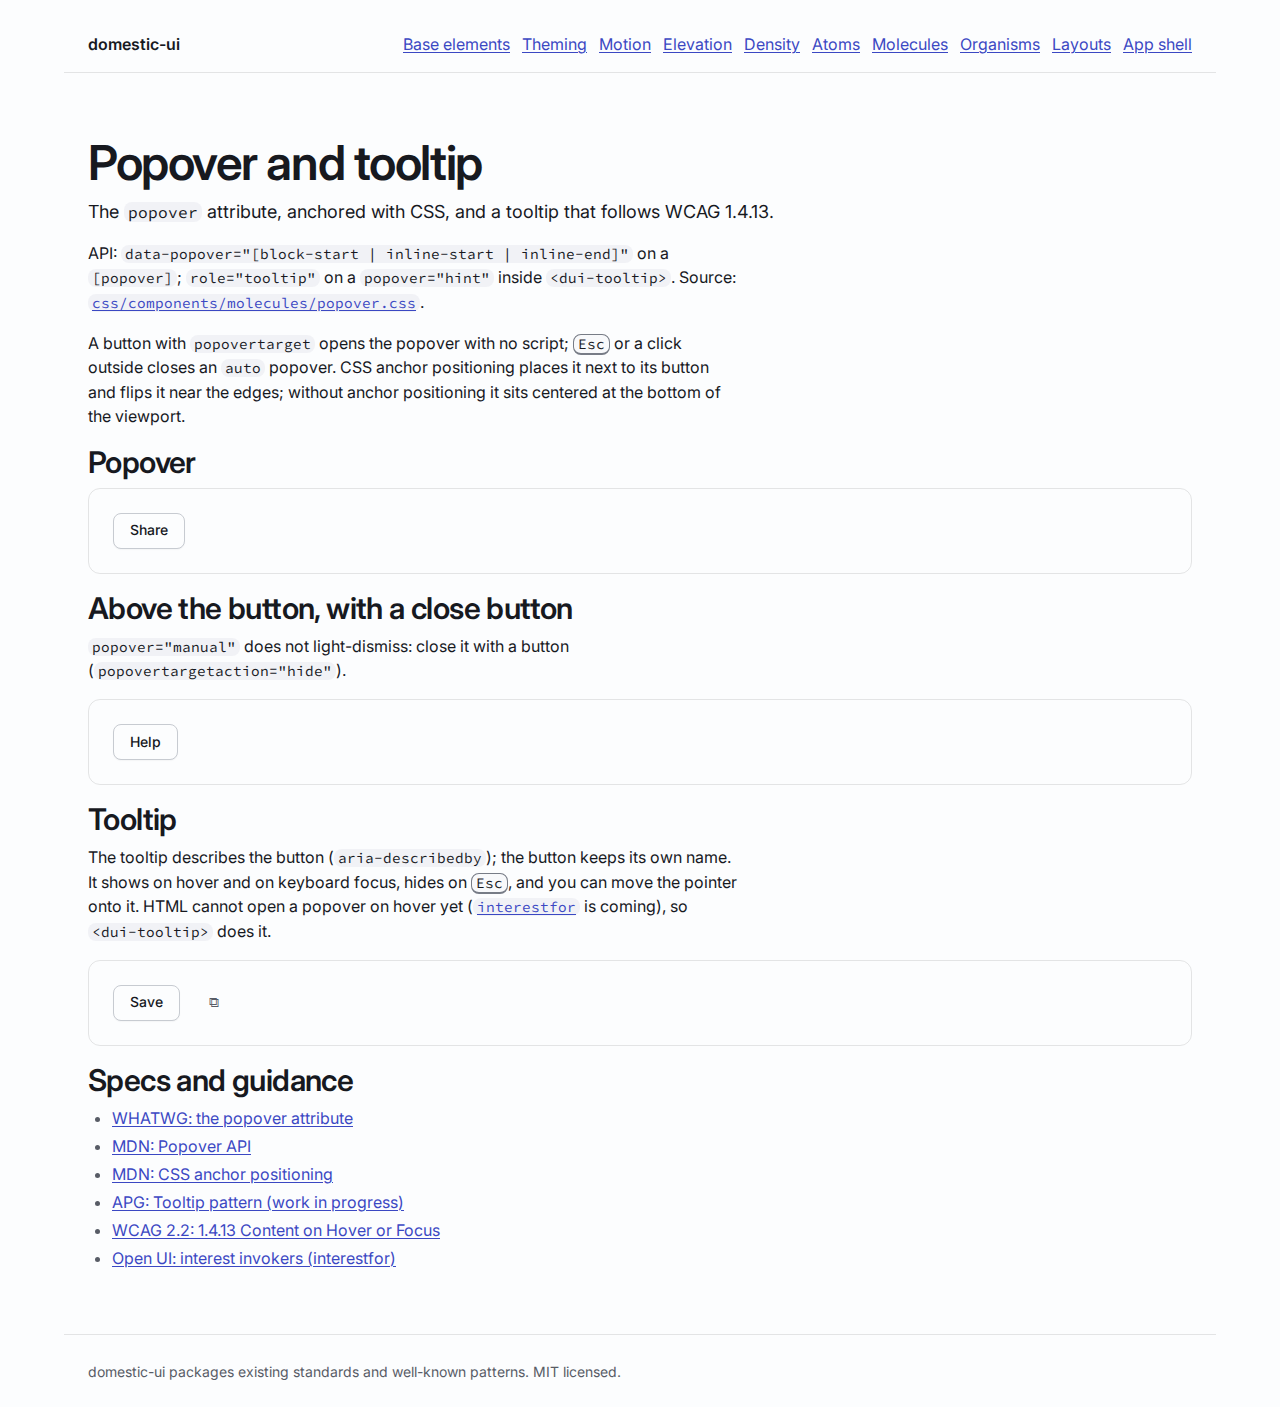 domestic-ui
Base elements Theming Motion Elevation Density Atoms Molecules Organisms Layouts App shell
Popover and tooltip
The popover attribute, anchored with CSS, and a tooltip that follows WCAG 1.4.13.
API: data-popover="[block-start | inline-start | inline-end]" on a
[popover] ; role="tooltip" on a popover="hint" inside <dui-tooltip> . Source:
css/components/molecules/popover.css .
A button with popovertarget opens the popover with no script; Esc or a click
outside closes an auto popover. CSS anchor positioning places it next to its button
and flips it near the edges; without anchor positioning it sits centered at the bottom of
the viewport.
Popover
Share
Above the button, with a close button
popover="manual" does not light-dismiss: close it with a button
( popovertargetaction="hide" ).
Help
Tooltip
The tooltip describes the button ( aria-describedby ); the button keeps its own name.
It shows on hover and on keyboard focus, hides on Esc, and you can move the pointer
onto it. HTML cannot open a popover on hover yet ( interestfor is coming), so
<dui-tooltip> does it.
Save ⧉
Specs and guidance
• WHATWG: the popover attribute
• MDN: Popover API
• MDN: CSS anchor positioning
• APG: Tooltip pattern (work in progress)
• WCAG 2.2: 1.4.13 Content on Hover or Focus
• Open UI: interest invokers (interestfor)
domestic-ui packages existing standards and well-known patterns. MIT licensed.